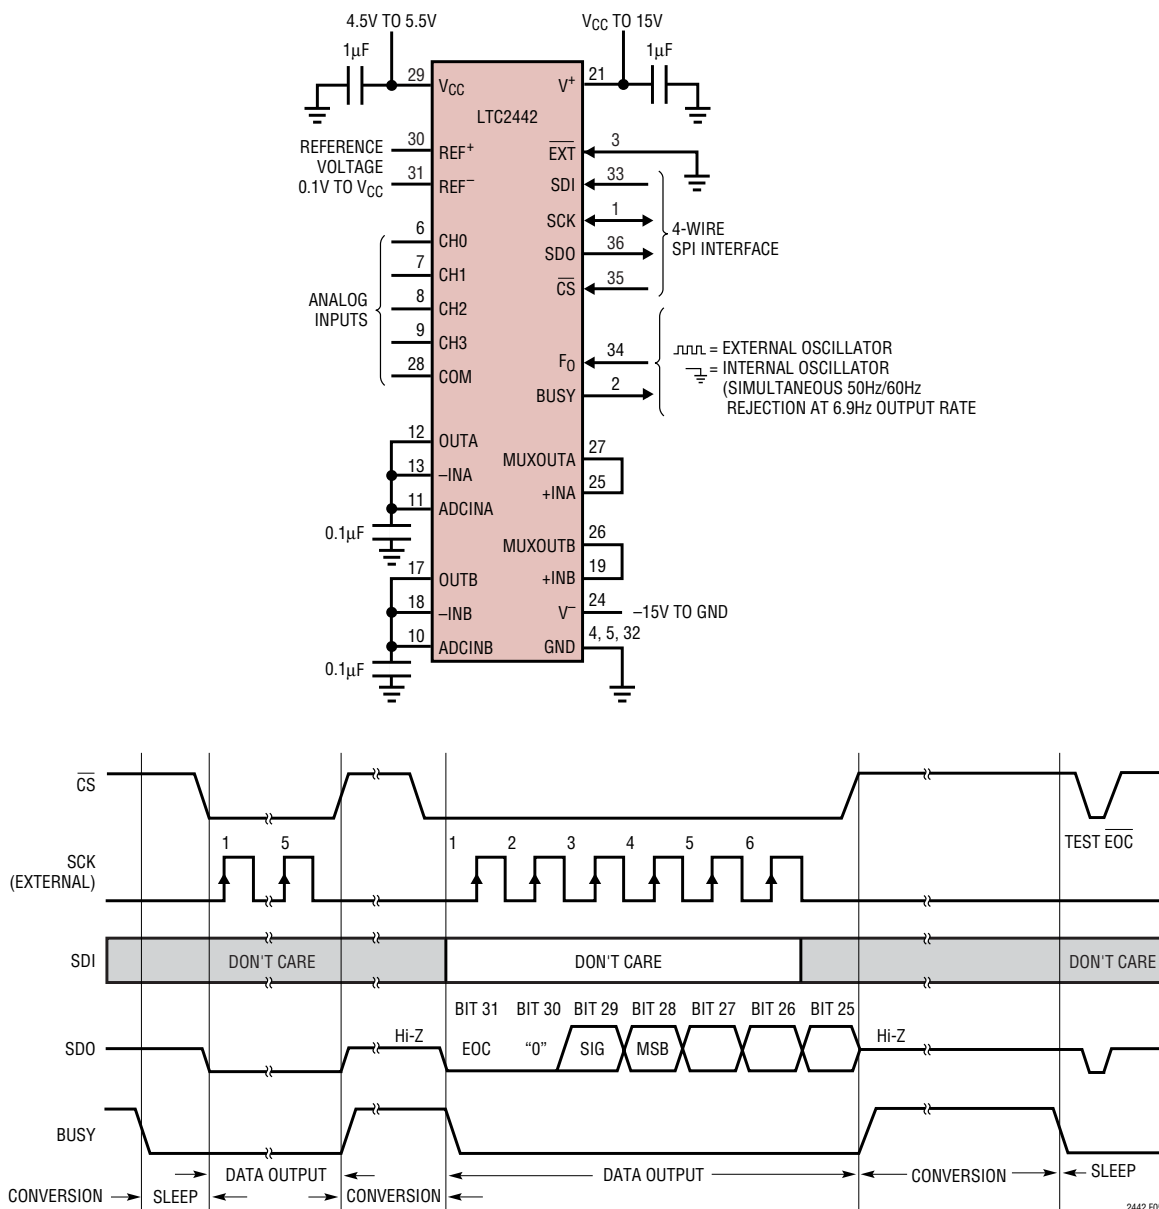 4.5V TO 5.5V
VCC TO 15V
1µF
1µF
29
21
VCC
V+
LTC2442
REFERENCE
VOLTAGE
0.1V TO VCC
30
REF+
31
REF−
3
EXT
33
SDI
1
SCK
36
SDO
35
CS
4-WIRE
SPI INTERFACE
ANALOG
INPUTS
6
CH0
7
CH1
8
CH2
9
CH3
28
COM
34
FO
2
BUSY
= EXTERNAL OSCILLATOR
= INTERNAL OSCILLATOR
(SIMULTANEOUS 50Hz/60Hz
REJECTION AT 6.9Hz OUTPUT RATE
12
OUTA
13
–INA
11
ADCINA
0.1µF
27
MUXOUTA
25
+INA
26
MUXOUTB
19
+INB
17
OUTB
18
–INB
10
ADCINB
0.1µF
24
V−
–15V TO GND
4, 5, 32
GND
CS
TEST EOC
SCK
(EXTERNAL)
1 5 1 2 3 4 5 6
SDI
DON'T CARE DON'T CARE DON'T CARE
BIT 31 BIT 30 BIT 29 BIT 28 BIT 27 BIT 26 BIT 25
SDO
Hi-Z EOC “0” SIG MSB Hi-Z
BUSY
DATA OUTPUT DATA OUTPUT CONVERSION SLEEP
CONVERSION SLEEP CONVERSION